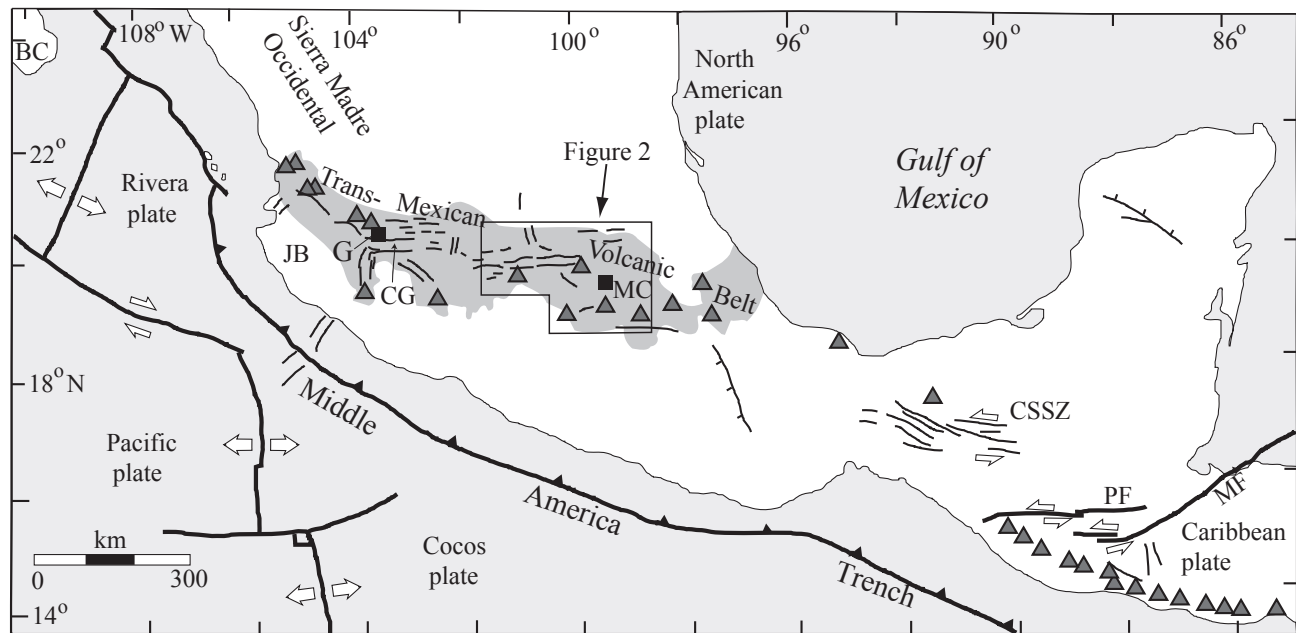 108° W
104°
100°
96°
90°
86°
BC
Sierra Madre
Occidental
North
American
plate
Gulf of
Mexico
22°
Figure 2
Rivera
plate
Trans-
Mexican
Volcanic
Belt
G
JB
CG
MC
18° N
Middle
America
Trench
CSSZ
Pacific
plate
PF
MF
Caribbean
plate
Cocos
plate
km
0
300
14°